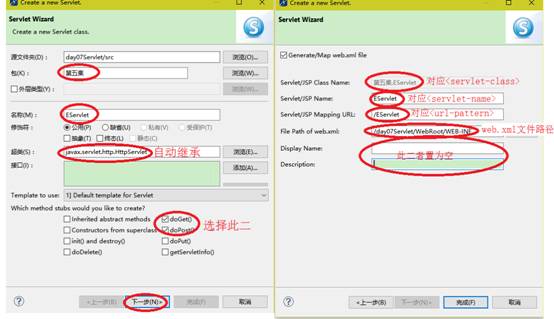 Create a new Servlet.
Servlet Wizard
Create a new Servlet class.
S
源文件夹(D)：
day07Servlet/src
浏览(O)...
包(K)：
第五集
浏览(W)...
外层类型(Y)：
浏览(W)...
名称(M)：
EServlet
修饰符：
公用(P) 缺省(U) 私有(V) 受保护(T)
抽象(T) 终态(L) 静态(C)
超类(S)：
javax.servlet.http.HttpServlet
自动继承
浏览(E)...
接口(I)：
添加(A)...
Template to use:
1] Default template for Servlet
Which method stubs would you like to create?
Inherited abstract methods doGet()
Constructors from superclass doPost()
选择此二
init() and destroy() doPut()
doDelete() getServletInfo()
?
<上一步(B) 下一步(N)> 完成(F) 取消
Create a new Servlet.
Servlet Wizard
Create a new Servlet class.
S
Generate/Map web.xml file
Servlet/JSP Class Name: 第五集.EServlet 对应<servlet-class>
Servlet/JSP Name: EServlet 对应<servlet-name>
Servlet/JSP Mapping URL: /EServlet 对应<url-pattern>
File Path of web.xml: /day07Servlet/WebRoot/WEB-INF web.xml文件路径
Display Name:
此二者置为空
Description:
?
<上一步(B) 下一步(N)> 完成(F) 取消